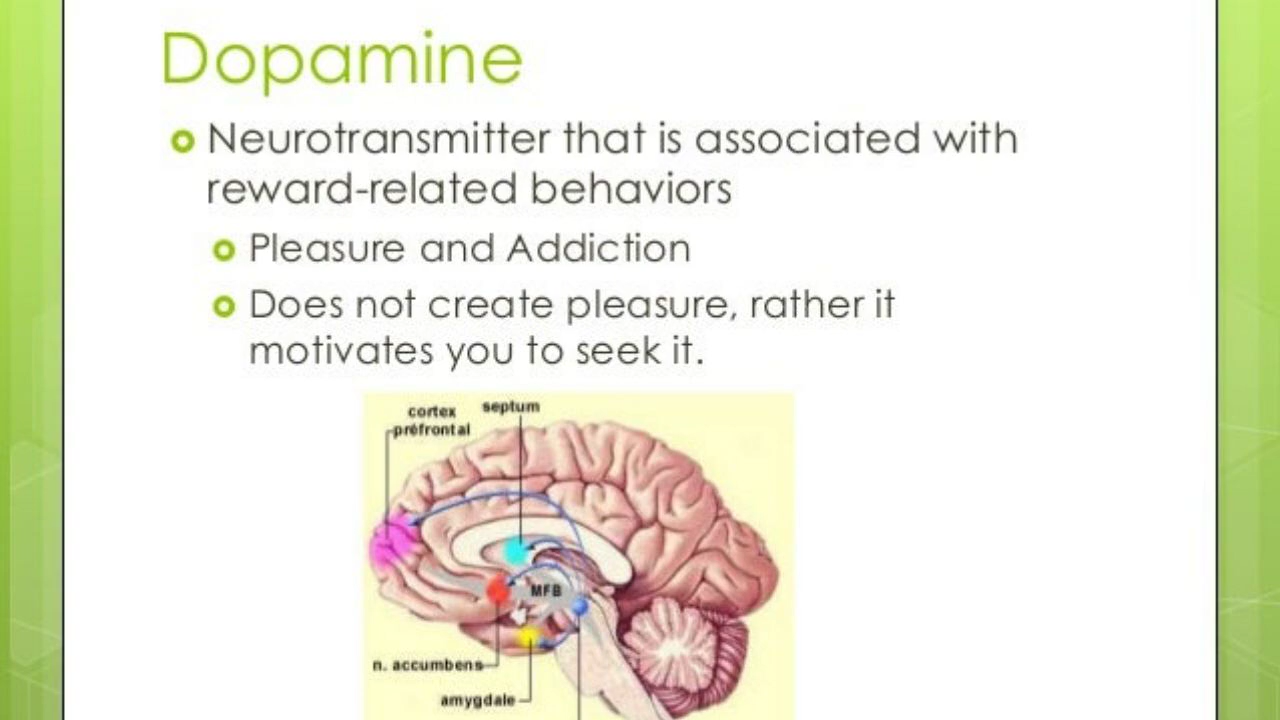 Dopamine
Neurotransmitter that is associated with
reward-related behaviors
Pleasure and Addiction
Does not create pleasure, rather it
motivates you to seek it.
cortex
préfrontal
septum
MFB
n. accumbens
amygdale